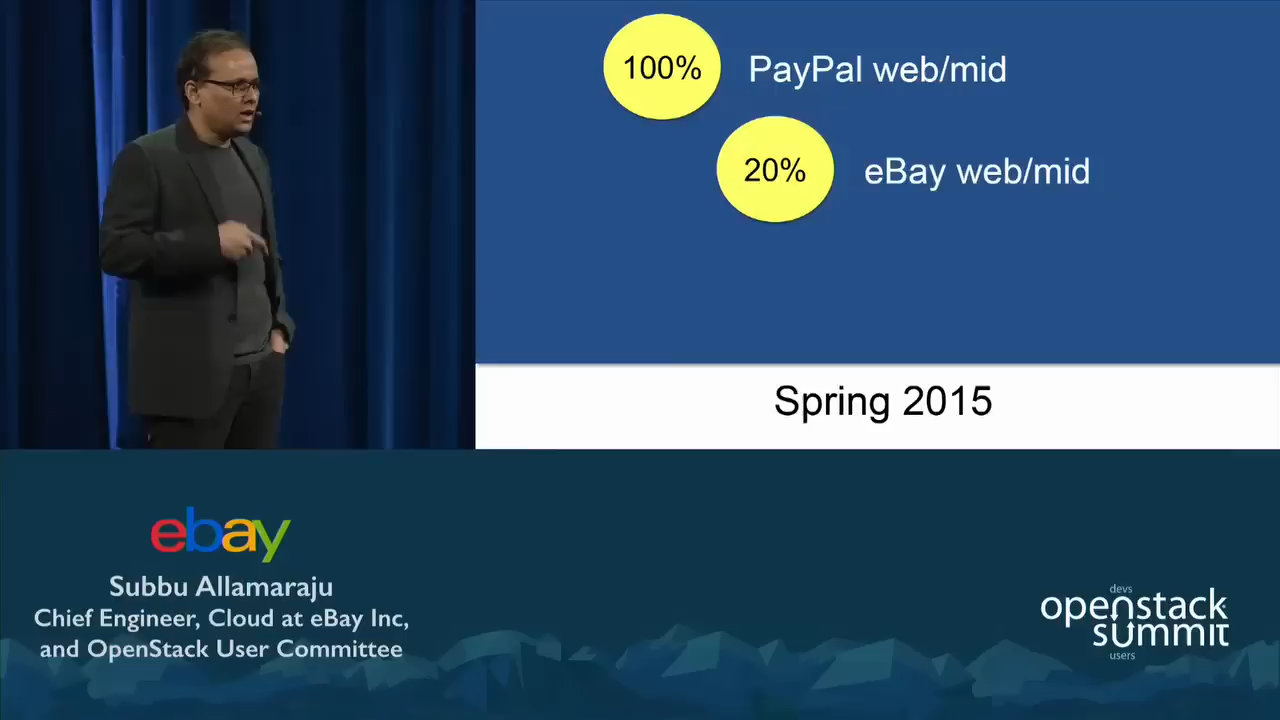 100% PayPal web/mid
20% eBay web/mid
Spring 2015
ebay
Subbu Allamaraju
Chief Engineer, Cloud at eBay Inc,
and OpenStack User Committee
devs
openstack
summit
users